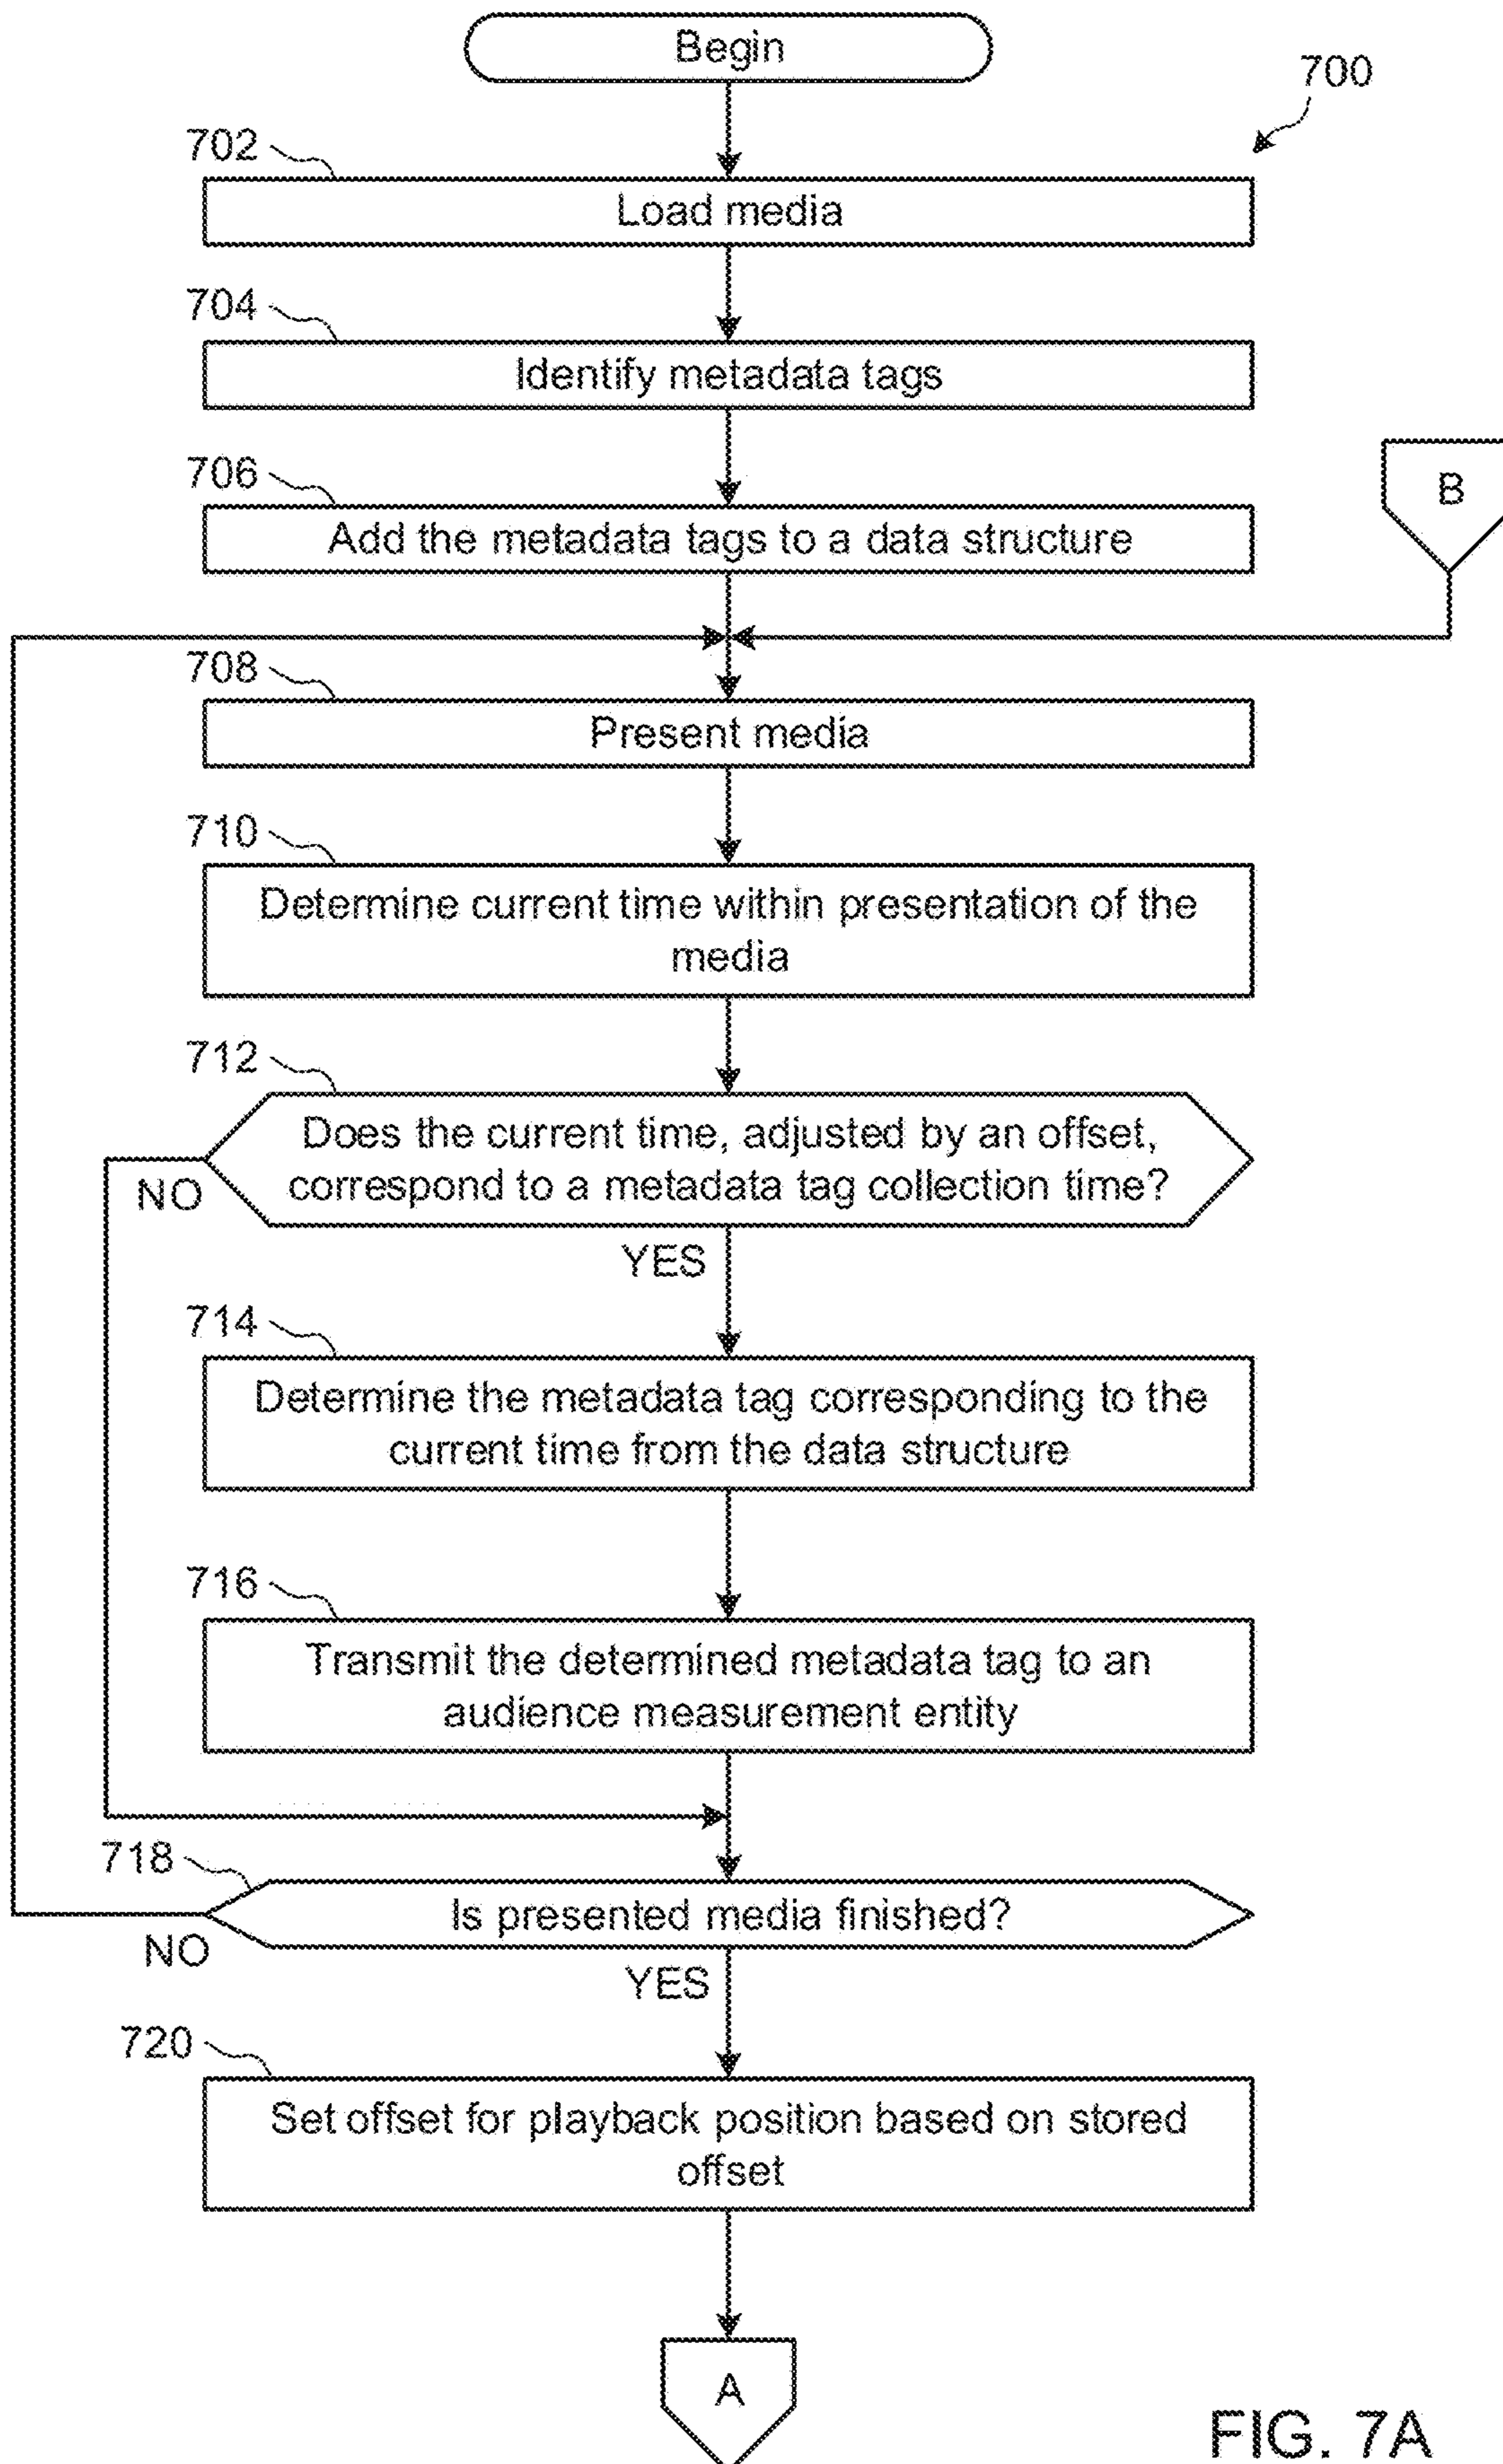 Begin
700
702
Load media
704
Identify metadata tags
706
Add the metadata tags to a data structure
B
708
Present media
710
Determine current time within presentation of the
media
712
Does the current time, adjusted by an offset,
correspond to a metadata tag collection time?
NO
YES
714
Determine the metadata tag corresponding to the
current time from the data structure
716
Transmit the determined metadata tag to an
audience measurement entity
718
Is presented media finished?
NO
YES
720
Set offset for playback position based on stored
offset
A
FIG. 7A